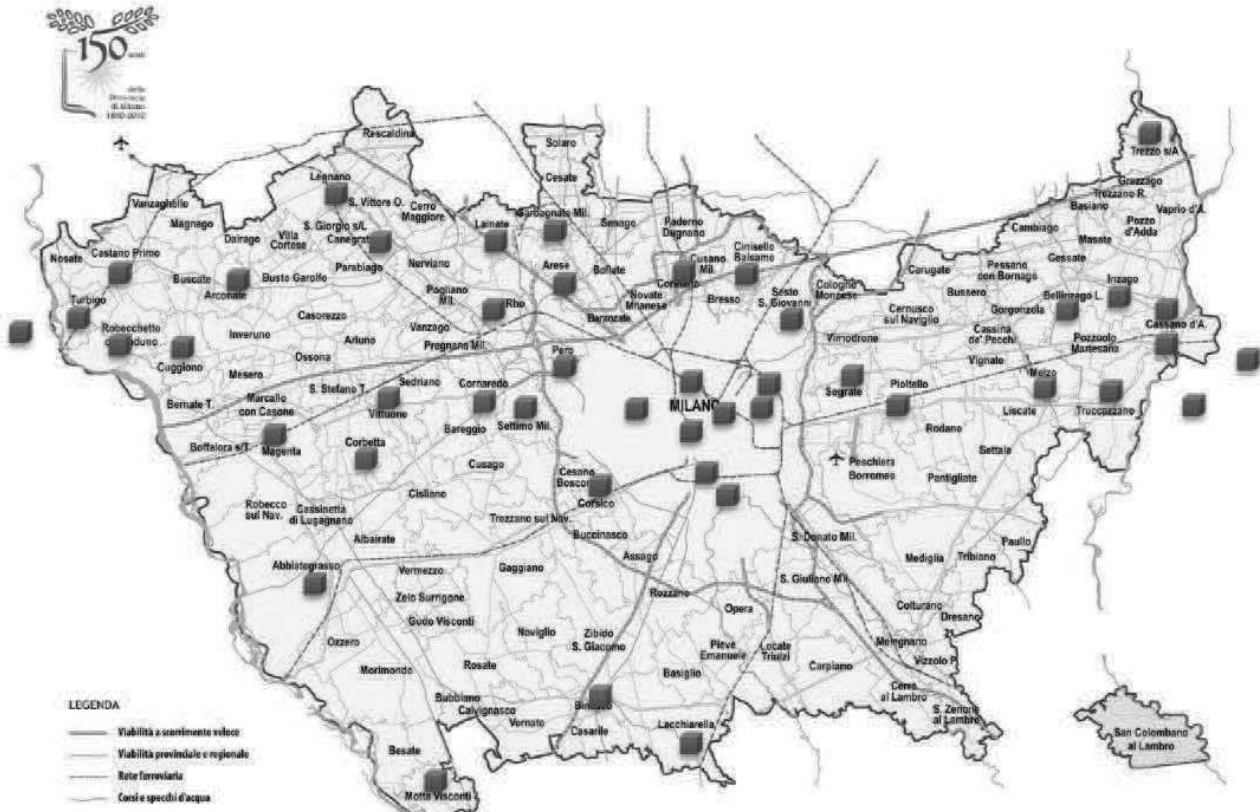 150 anni
della
Provincia
di Milano
1860-2010
Rescaldina
Solaro
Trezzo s/A
Legnano
Cesate
Grezzago
Vanzaghello
S. Vittore O.
Cerro
Maggiore
Trezzano R.
Basiano
Vaprio d'A.
Magnago
S. Giorgio s/L
Canegrate
Lainate
Garbagnate Mil.
Senago
Paderno
Dugnano
Cambiago
Pozzo
d'Adda
Nosate
Castano Primo
Dairago
Villa
Cortese
Parabiago
Nerviano
Arese
Bollate
Cusano
Mil.
Cinisello
Balsamo
Masate
Gessate
Buscate
Arconate
Busto Garolfo
Pogliano
Mil.
Rho
Cormano
Bresso
Sesto
S. Giovanni
Cologno
Monzese
Carugate
Pessano
con Bornago
Bussero
Inzago
Bellinzago L.
Turbigo
Casorezzo
Novate
Milanese
Baranzate
Cernusco
sul Naviglio
Gorgonzola
Robecchetto
Inveruno
Arluno
Vanzago
Pregnana Mil.
Vimodrone
Cassina
de' Pecchi
Pozzuolo
Martesana
Cassano d'A.
Cuggiono
Ossona
Mesero
Pero
Vignate
Melzo
S. Stefano T.
Sedriano
Cornaredo
Segrate
Pioltello
Bernate T.
Marcallo
con Casone
Vittuone
MILANO
Liscate
Truccazzano
Bareggio
Settimo Mil.
Rodano
Boffalora s/T.
Magenta
Corbetta
Settala
Cusago
Cesano
Boscone
Peschiera
Borromeo
Pantigliate
Robecco
sul Nav.
Cassinetta
di Lugagnano
Cisliano
Corsico
Trezzano sul Nav.
Albairate
Buccinasco
S. Donato Mil.
Paullo
Assago
Mediglia
Tribiano
Abbiategrasso
Vermezzo
Gaggiano
S. Giuliano Mil.
Zelo Surrigone
Rozzano
Opera
Colturano
Dresano
Gudo Visconti
Ozzero
Noviglio
Zibido
S. Giacomo
Pieve
Emanuele
Locate
Triulzi
Melegnano
Morimondo
Rosate
Basiglio
Carpiano
Vizzolo P.
Bubbiano
Calvignasco
Binasco
Cerro
al Lambro
S. Zenone
al Lambro
Vernate
Casarile
Lacchiarella
Besate
Motta Visconti
San Colombano
al Lambro
LEGENDA
Viabilità a scorrimento veloce
Viabilità provinciale e regionale
Rete ferroviaria
Corsi e specchi d'acqua